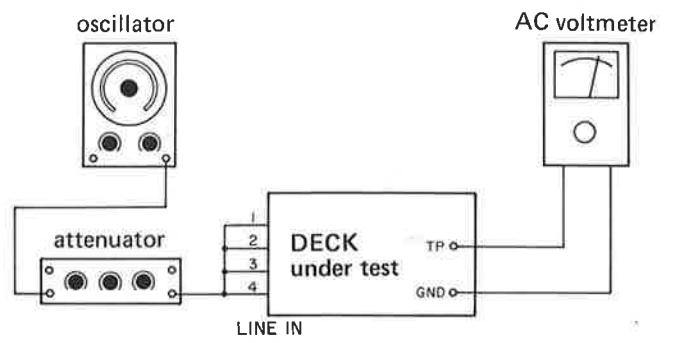 oscillator
AC voltmeter
attenuator
1
2
3
4
DECK
under test
TP
GND
LINE IN